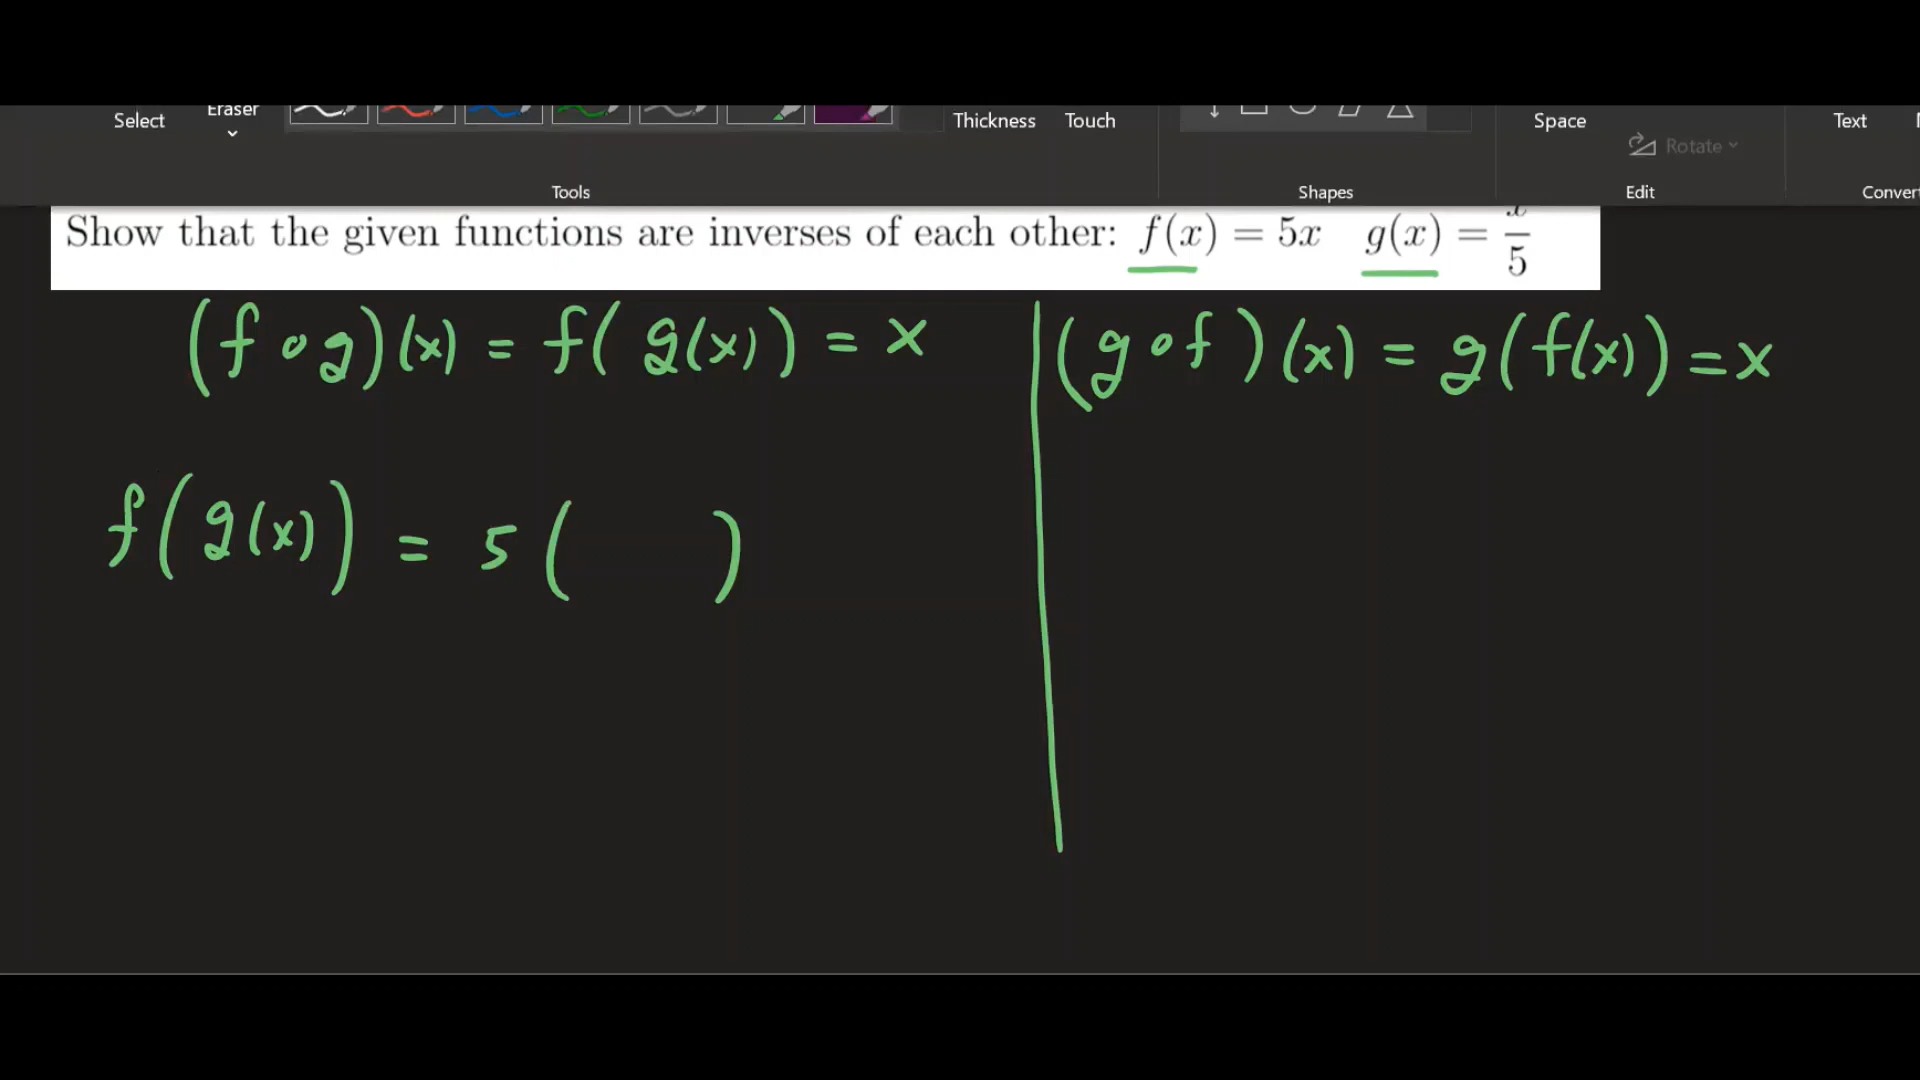 Select Eraser Thickness Touch Space Text
Rotate
Tools Shapes Edit Convert
Show that the given functions are inverses of each other: f(x) = 5x g(x) = x/5
(f∘g)(x) = f(g(x)) = x
(g∘f)(x) = g(f(x)) = x
f(g(x)) = 5( )